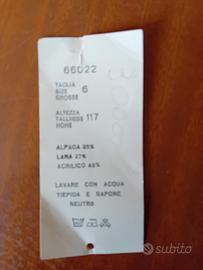 66022
TAGLIA
SIZE 6
GROSSE
ALTEZZA
TALLNESS 117
HOHE
ALPACA 25%
LANA 27%
ACRILICO 48%
LAVARE CON ACQUA
TIEPIDA E SAPONE
NEUTRO
subito